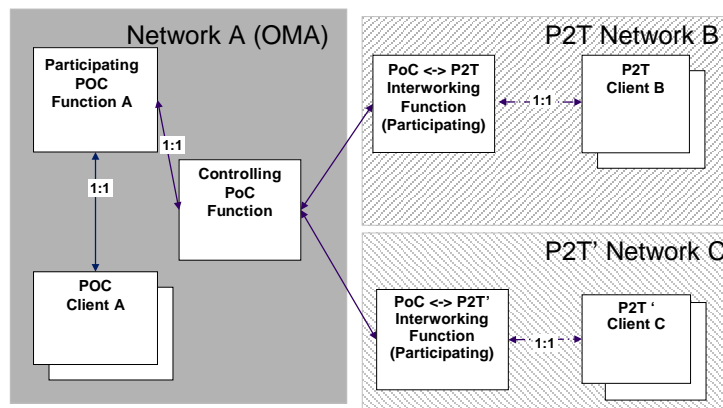 Network A (OMA)
Participating
POC
Function A
1:1
1:1
Controlling
PoC
Function
POC
Client A
P2T Network B
PoC <-> P2T
Interworking
Function
(Participating)
1:1
P2T
Client B
P2T' Network C
PoC <-> P2T'
Interworking
Function
(Participating)
1:1
P2T '
Client C